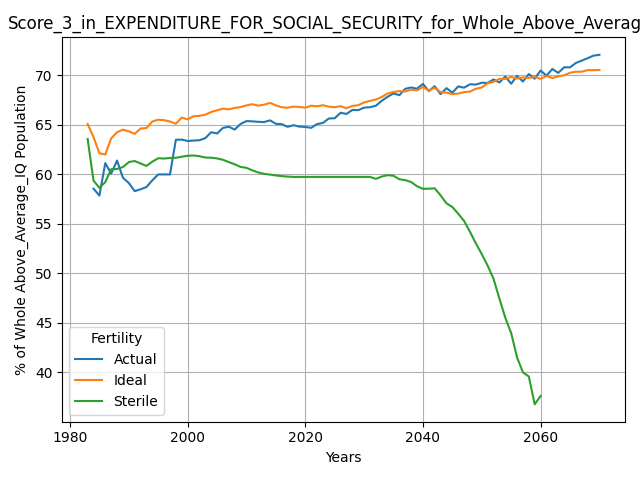 Score_3_in_EXPENDITURE_FOR_SOCIAL_SECURITY_for_Whole_Above_Averag
% of Whole Above_Average_IQ Population
70
65
60
55
50
45
40
Fertility
Actual
Ideal
Sterile
1980
2000
2020
2040
2060
Years